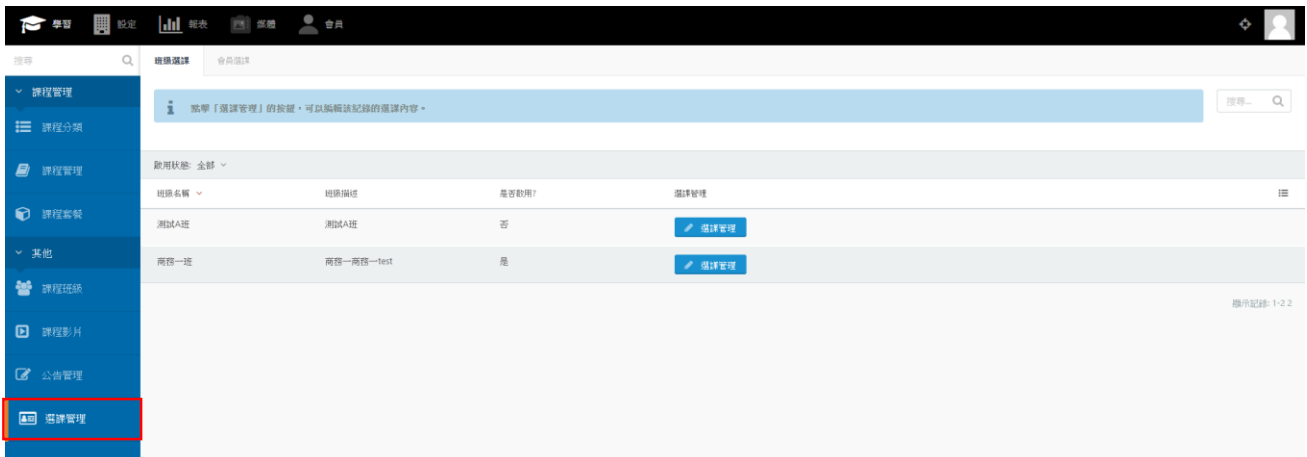 學習 設定 報表 媒體 會員
搜尋
班級選課 會員選課
課程管理
點擊「選課管理」的按鍵，可以編輯該記錄的選課內容。
搜尋...
課程分類
課程管理
啟用狀態: 全部
班級名稱 班級描述 是否啟用? 選課管理
課程套餐
測試A班 測試A班 否 選課管理
其他
商務一班 商務一商務一test 是 選課管理
課程班級
顯示記錄: 1-2 2
課程影片
公告管理
選課管理